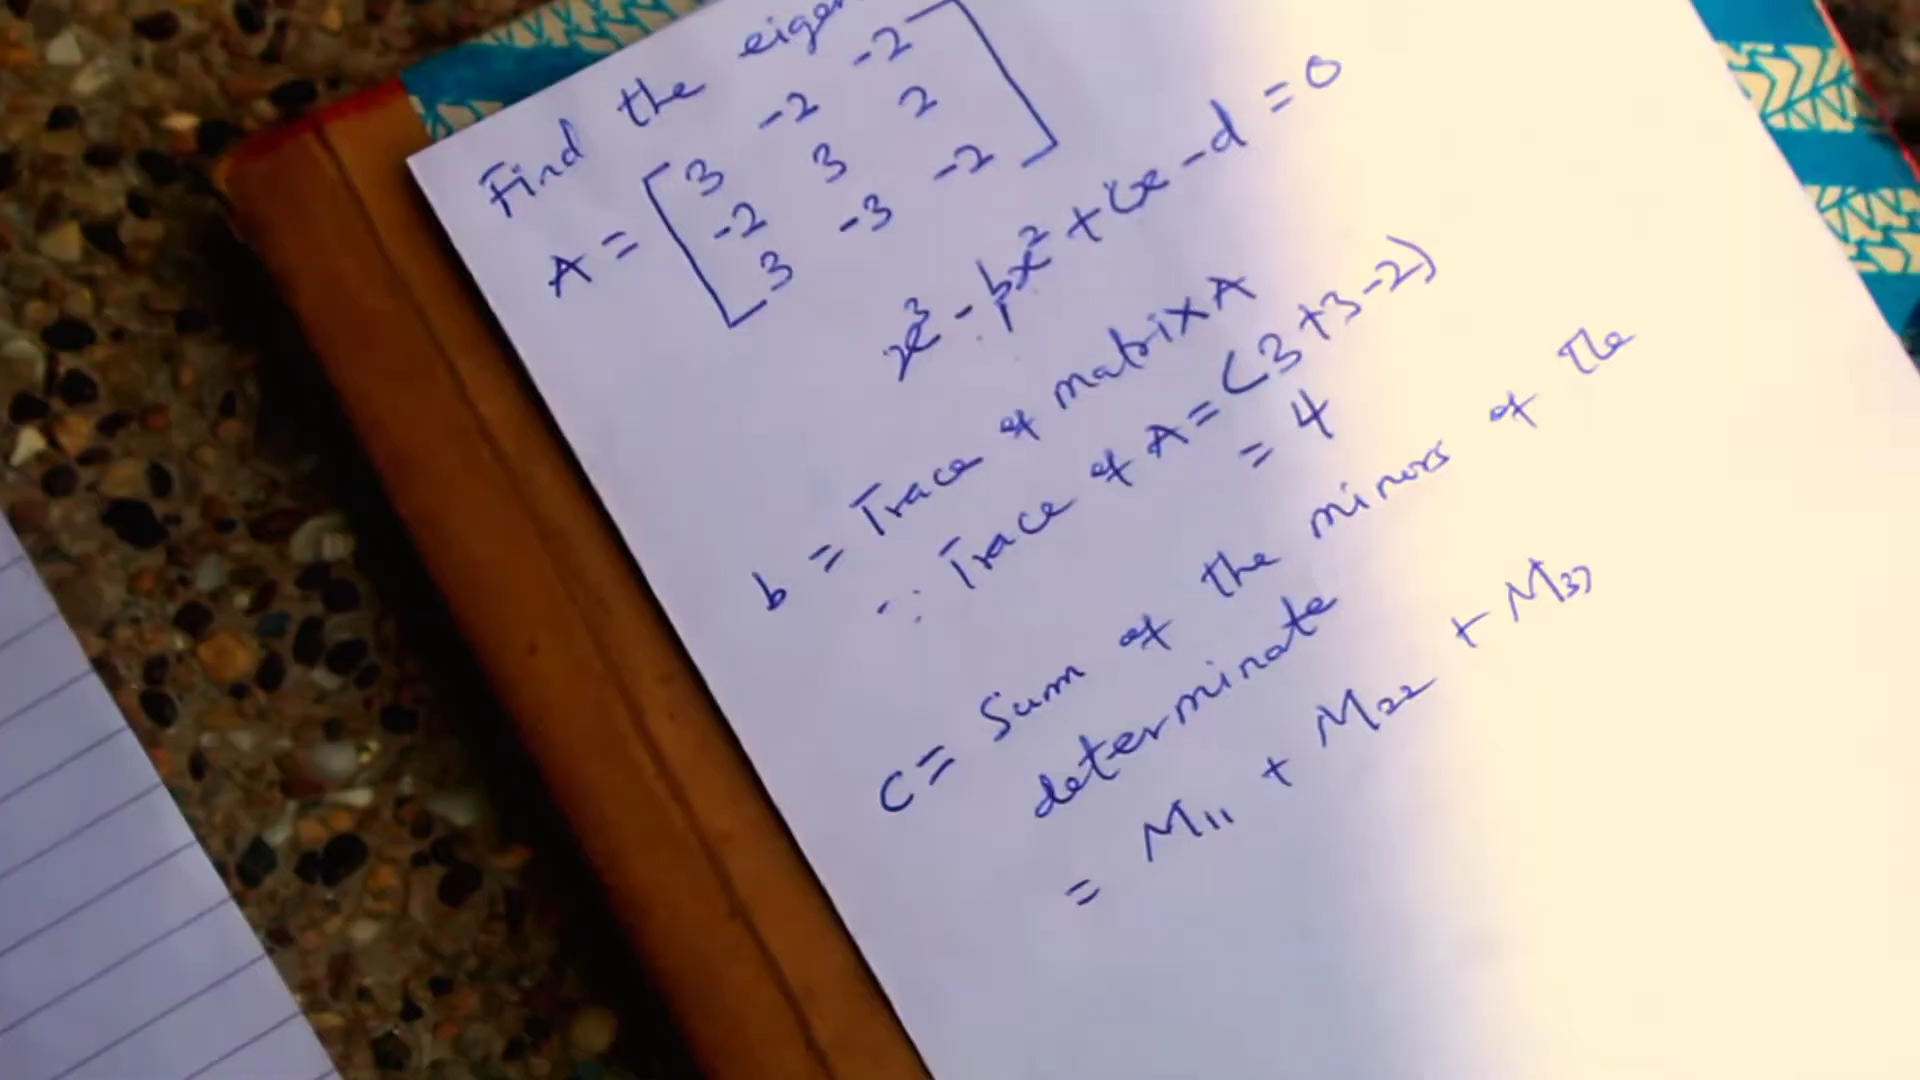 Find the
A = [ 3 -2 -2
-2 3 2
3 -3 -2 ]
x³ - bx² + cx - d = 0
b = Trace of matrix A
∵ Trace of A = (3+3-2)
= 4
C = Sum of the minors of the
determinate
= M₁₁ + M₂₂ + M₃₃